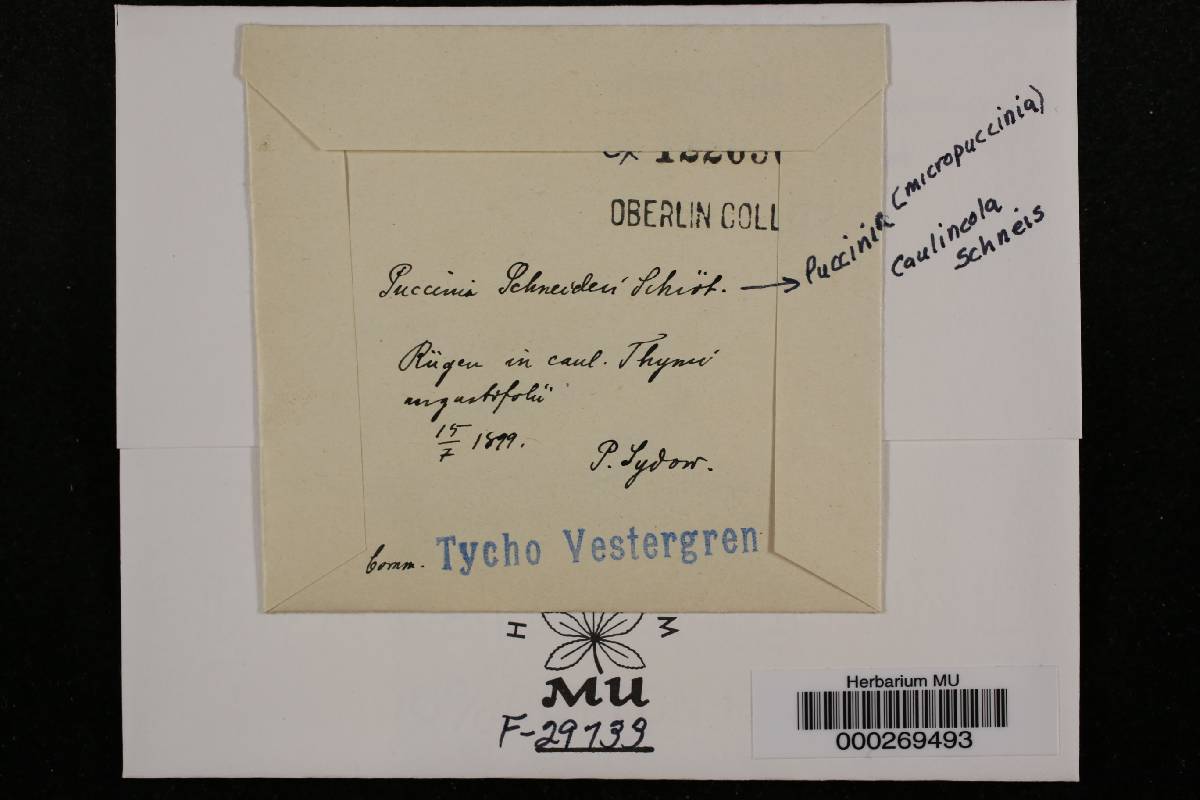 OBERLIN COLL
Puccinia Schneideri Schröt. → Puccinia (micropuccinia)
caulincola
Schneis.
Rügen in caul. Thymi
angustifolii
15/7 1899.
P. Sydow.
Comm. Tycho Vestergren
H M
MU
F-29739
Herbarium MU
000269493